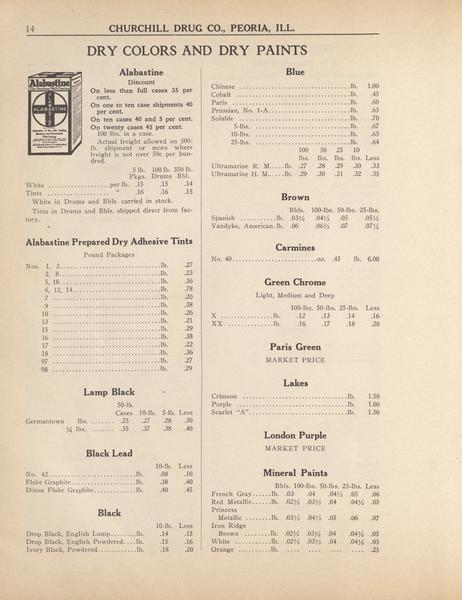 14 CHURCHILL DRUG CO., PEORIA, ILL.
DRY COLORS AND DRY PAINTS
Alabastine
ALABASTINE
Alabastine
Discount
On less than full cases 35 per
cent.
On one to ten case shipments 40
per cent.
On ten cases 40 and 5 per cent.
On twenty cases 45 per cent.
100 lbs. in a case.
Actual freight allowed on 500-
lb. shipment or more where
freight is not over 50c per hun-
dred.
5 lb. 100 lb. 350 lb.
Pkgs. Drums Bbl.
White per lb. .15 .15 .14
Tints " .16 .16 .15
White in Drums and Bbls. carried in stock.
Tints in Drums and Bbls. shipped direct from fac-
tory.
Alabastine Prepared Dry Adhesive Tints
Pound Packages
Nos. 1, 3 lb. .27
2, 8 lb. .23
5, 18 lb. .36
6, 12, 14 lb. .78
7 lb. .20
9 lb. .38
10 lb. .26
13 lb. .21
15 lb. .29
16 lb. .38
17 lb. .22
18 lb. .36
97 lb. .27
98 lb. .29
Lamp Black
50-lb.
Cases 10-lb. 5-lb. Less
Germantown lbs. .25 .27 .28 .30
¼ lbs. .35 .37 .38 .40
Black Lead
10-lb. Less
No. 42 lb. .08 .10
Flake Graphite lb. .38 .40
Dixon Flake Graphite lb. .40 .45
Black
10-lb. Less
Drop Black, English Lump lb. .14 .15
Drop Black, English Powdered lb. .15 .16
Ivory Black, Powdered lb. .18 .20
Blue
Chinese lb. 1.00
Cobalt lb. .45
Paris lb. .60
Prussian, No. 1-A lb. .65
Soluble lb. .70
5-lbs. lb. .67
10-lbs. lb. .65
25-lbs. lb. .64
100 50 25 10
lbs. lbs. lbs. lbs. Less
Ultramarine R. M. lb. .27 .28 .29 .30 .33
Ultramarine H. M. lb. .29 .30 .31 .32 .35
Brown
Bbls. 100-lbs. 50-lbs. 25-lbs.
Spanish lb. .03½ .04½ .05 .05½
Vandyke, American lb. .06 .06½ .07 .07¼
Carmines
No. 40 oz. .45 lb. 6.00
Green Chrome
Light, Medium and Deep
100-lbs. 50-lbs. 25-lbs. Less
X lb. .12 .13 .14 .16
XX lb. .16 .17 .18 .20
Paris Green
MARKET PRICE
Lakes
Crimson lb. 1.50
Purple lb. 1.00
Scarlet "A" lb. 1.50
London Purple
MARKET PRICE
Mineral Paints
Bbls. 100-lbs. 50-lbs. 25-lbs. Less
French Gray lb. .03 .04 .04½ .05 .06
Red Metallic lb. .02½ .03½ .04 .04½ .05
Princess
Metallic lb. .03½ .04½ .05 .06 .07
Iron Ridge
Brown lb. .02½ .03½ .04 .04½ .05
White lb. .02½ .03½ .04 .04½ .05
Orange lb. .... .... .... .... .25